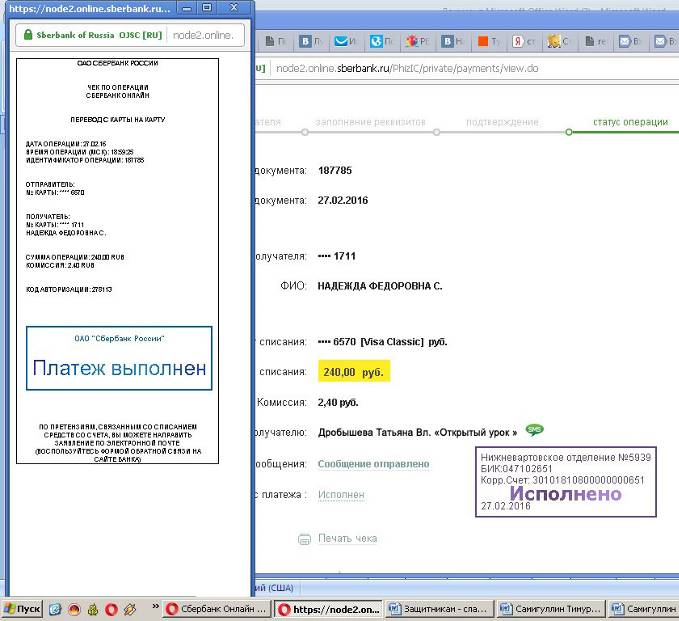 https://node2.online.sberbank.ru...
Sberbank of Russia OJSC [RU]
node2.online.
ОАО СБЕРБАНК РОССИИ
ЧЕК ПО ОПЕРАЦИИ
СБЕРБАНК ОНЛАЙН
ПЕРЕВОД С КАРТЫ НА КАРТУ
ДАТА ОПЕРАЦИИ: 27.02.16
ВРЕМЯ ОПЕРАЦИИ (МСК): 18:59:25
ИДЕНТИФИКАТОР ОПЕРАЦИИ: 187785
ОТПРАВИТЕЛЬ:
№ КАРТЫ: **** 6570
ПОЛУЧАТЕЛЬ:
№ КАРТЫ: **** 1711
НАДЕЖДА ФЕДОРОВНА С.
СУММА ОПЕРАЦИИ: 240.00 RUB
КОМИССИЯ: 2.40 RUB
КОД АВТОРИЗАЦИИ: 278113
ОАО "Сбербанк России"
Платеж выполнен
ПО ПРЕТЕНЗИЯМ, СВЯЗАННЫМ СО СПИСАНИЕМ
СРЕДСТВ СО СЧЕТА, ВЫ МОЖЕТЕ НАПРАВИТЬ
ЗАЯВЛЕНИЕ ПО ЭЛЕКТРОННОЙ ПОЧТЕ
(ВОСПОЛЬЗУЙТЕСЬ ФОРМОЙ ОБРАТНОЙ СВЯЗИ НА
САЙТЕ БАНКА)
U] node2.online.sberbank.ru/PhizIC/private/payments/view.do
ателя заполнение реквизитов подтверждение статус операции
документа: 187785
документа: 27.02.2016
олучателя: •••• 1711
ФИО: НАДЕЖДА ФЕДОРОВНА С.
списания: •••• 6570 [Visa Classic] руб.
списания: 240,00 руб.
Комиссия: 2,40 руб.
олучателю: Дробышева Татьяна Вл. «Открытый урок » SMS
ообщения: Сообщение отправлено
с платежа : Исполнен
Нижневартовское отделение №5939
БИК:047102651
Корр.Счет: 30101810800000000651
Исполнено
27.02.2016
Печать чека
ий (США)
Пуск
»
Сбербанк Онлайн ...
https://node2.on...
Защитникам - сла...
Самигуллин Тимур...
Самигуллин